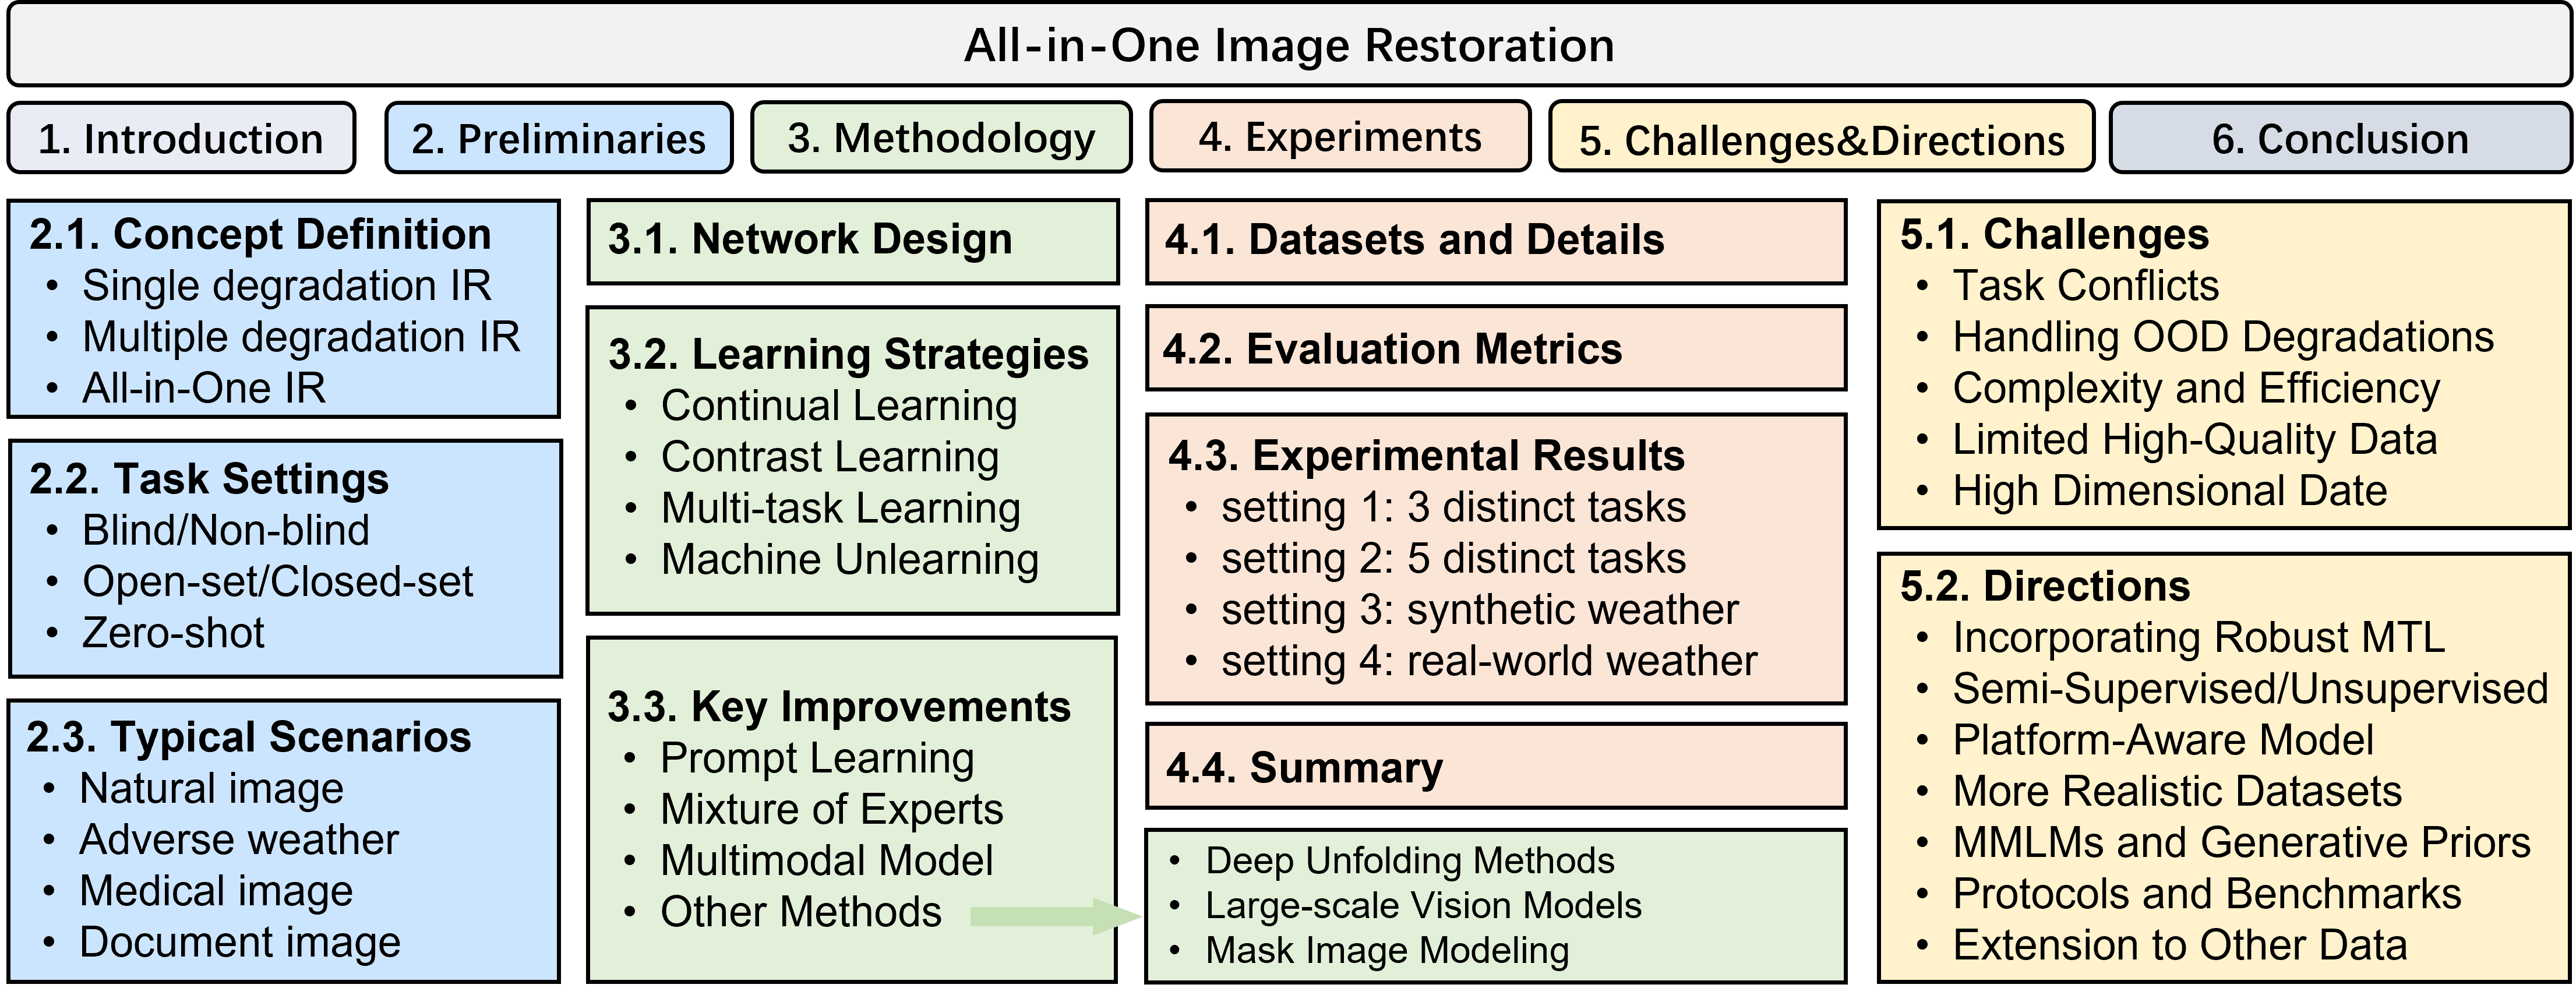 All-in-One Image Restoration
1. Introduction
2. Preliminaries
3. Methodology
4. Experiments
5. Challenges&Directions
6. Conclusion
2.1. Concept Definition
• Single degradation IR
• Multiple degradation IR
• All-in-One IR
2.2. Task Settings
• Blind/Non-blind
• Open-set/Closed-set
• Zero-shot
2.3. Typical Scenarios
• Natural image
• Adverse weather
• Medical image
• Document image
3.1. Network Design
3.2. Learning Strategies
• Continual Learning
• Contrast Learning
• Multi-task Learning
• Machine Unlearning
3.3. Key Improvements
• Prompt Learning
• Mixture of Experts
• Multimodal Model
• Other Methods
4.1. Datasets and Details
4.2. Evaluation Metrics
4.3. Experimental Results
• setting 1: 3 distinct tasks
• setting 2: 5 distinct tasks
• setting 3: synthetic weather
• setting 4: real-world weather
4.4. Summary
• Deep Unfolding Methods
• Large-scale Vision Models
• Mask Image Modeling
5.1. Challenges
• Task Conflicts
• Handling OOD Degradations
• Complexity and Efficiency
• Limited High-Quality Data
• High Dimensional Date
5.2. Directions
• Incorporating Robust MTL
• Semi-Supervised/Unsupervised
• Platform-Aware Model
• More Realistic Datasets
• MMLMs and Generative Priors
• Protocols and Benchmarks
• Extension to Other Data